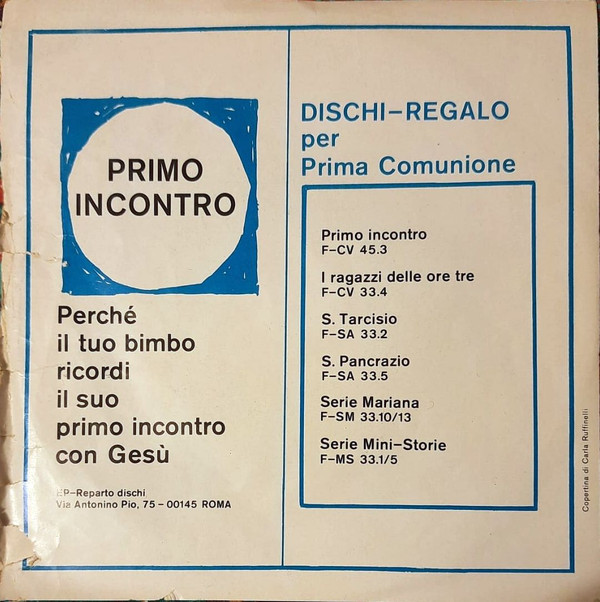 PRIMO
INCONTRO
Perché
il tuo bimbo
ricordi
il suo
primo incontro
con Gesù
EP-Reparto dischi
Via Antonino Pio, 75 - 00145 ROMA
DISCHI-REGALO
per
Prima Comunione
Primo incontro
F-CV 45.3
I ragazzi delle ore tre
F-CV 33.4
S. Tarcisio
F-SA 33.2
S. Pancrazio
F-SA 33.5
Serie Mariana
F-SM 33.10/13
Serie Mini-Storie
F-MS 33.1/5
Copertina di Carla Ruffinelli